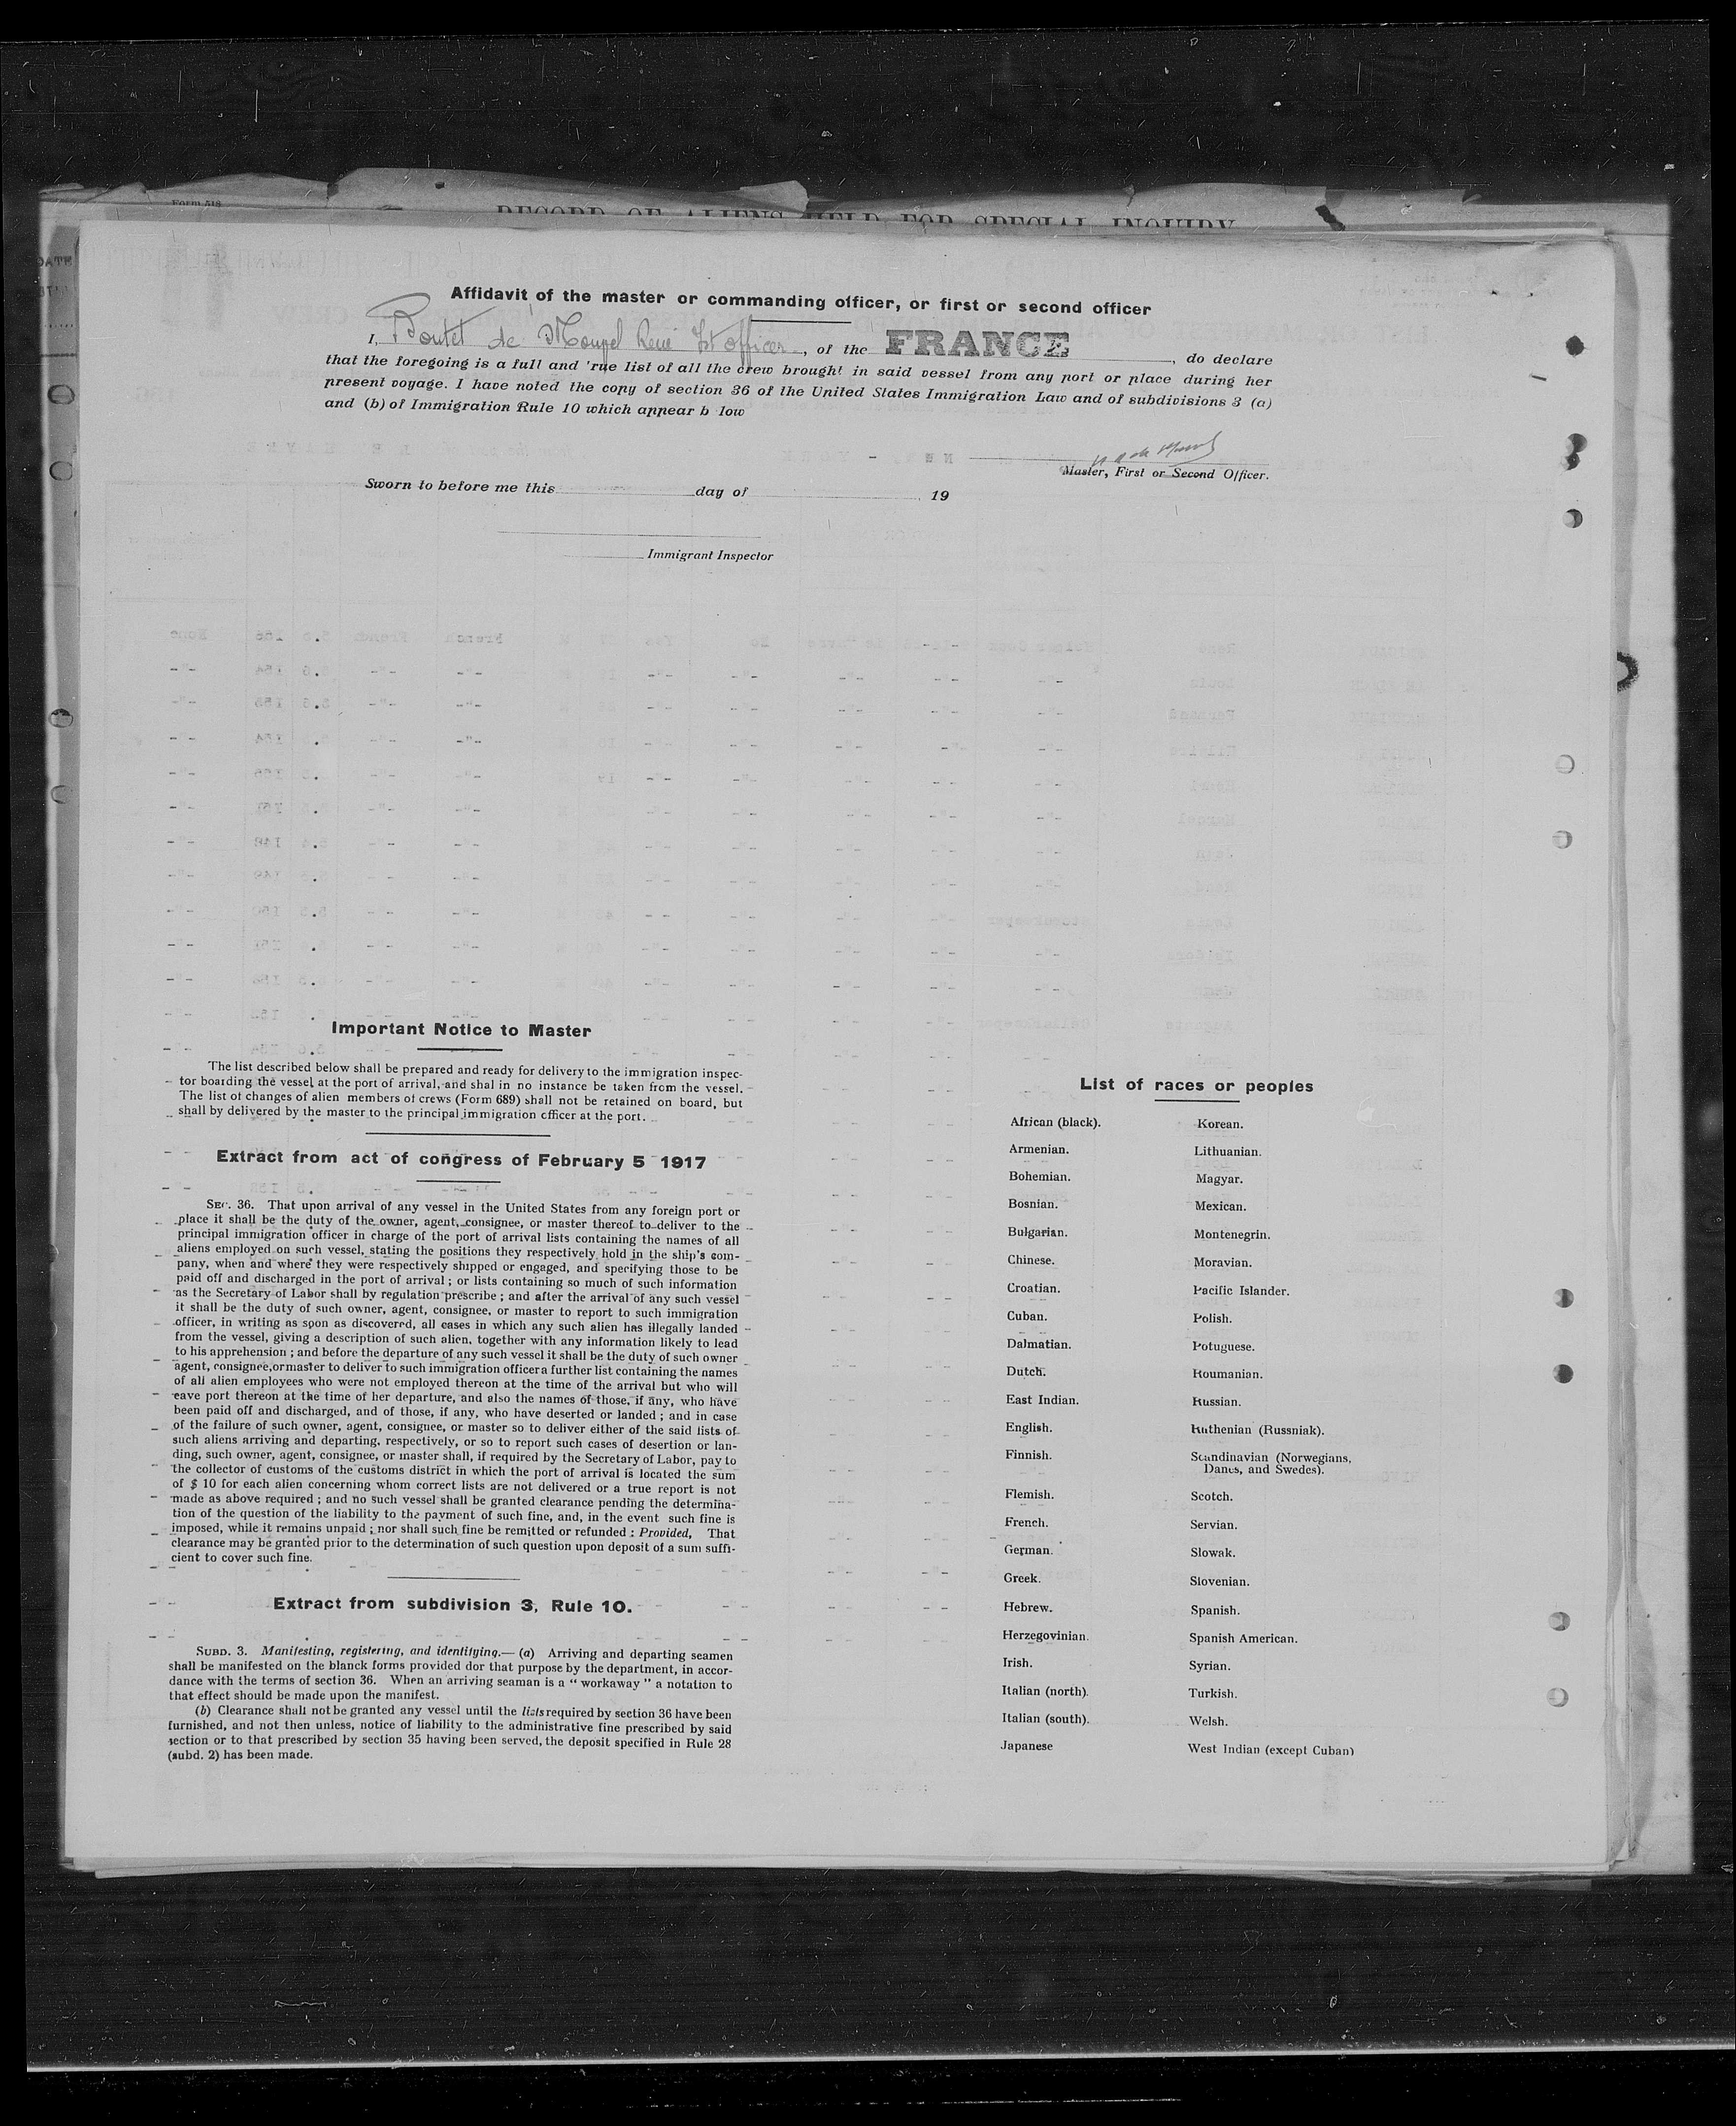 Form 518
RECORD OF ALIENS HELD FOR SPECIAL INQUIRY
Affidavit of the master or commanding officer, or first or second officer
I, Boutet de René 1st officer, of the FRANCE, do declare
that the foregoing is a full and 'rue list of all the crew brought in said vessel from any port or place during her
present voyage. I have noted the copy of section 36 of the United States Immigration Law and of subdivisions 3 (a)
and (b) of Immigration Rule 10 which appear b low
Master, First or Second Officer.
Sworn to before me this day of 19
Immigrant Inspector
Important Notice to Master
The list described below shall be prepared and ready for delivery to the immigration inspec-
tor boarding the vessel at the port of arrival, and shal in no instance be taken from the vessel.
The list of changes of alien members of crews (Form 689) shall not be retained on board, but
shall by delivered by the master to the principal immigration officer at the port.
Extract from act of congress of February 5 1917
SEC. 36. That upon arrival of any vessel in the United States from any foreign port or
place it shall be the duty of the owner, agent, consignee, or master thereof to deliver to the
principal immigration officer in charge of the port of arrival lists containing the names of all
aliens employed on such vessel, stating the positions they respectively hold in the ship's com-
pany, when and where they were respectively shipped or engaged, and specifying those to be
paid off and discharged in the port of arrival ; or lists containing so much of such information
as the Secretary of Labor shall by regulation prescribe ; and after the arrival of any such vessel
it shall be the duty of such owner, agent, consignee, or master to report to such immigration
officer, in writing as spon as discovered, all cases in which any such alien has illegally landed
from the vessel, giving a description of such alien, together with any information likely to lead
to his apprehension ; and before the departure of any such vessel it shall be the duty of such owner
agent, consignee, ormaster to deliver to such immigration officer a further list containing the names
of all alien employees who were not employed thereon at the time of the arrival but who will
eave port thereon at the time of her departure, and also the names of those, if any, who have
been paid off and discharged, and of those, if any, who have deserted or landed ; and in case
of the failure of such owner, agent, consignee, or master so to deliver either of the said lists of
such aliens arriving and departing, respectively, or so to report such cases of desertion or lan-
ding, such owner, agent, consignee, or master shall, if required by the Secretary of Labor, pay to
the collector of customs of the customs district in which the port of arrival is located the sum
of $ 10 for each alien concerning whom correct lists are not delivered or a true report is not
made as above required ; and no such vessel shall be granted clearance pending the determina-
tion of the question of the liability to the payment of such fine, and, in the event such fine is
imposed, while it remains unpaid ; nor shall such fine be remitted or refunded : Provided, That
clearance may be granted prior to the determination of such question upon deposit of a sum suffi-
cient to cover such fine.
Extract from subdivision 3, Rule 10.
SUBD. 3. Manifesting, registering, and identifying.— (a) Arriving and departing seamen
shall be manifested on the blanck forms provided dor that purpose by the department, in accor-
dance with the terms of section 36. When an arriving seaman is a " workaway " a notation to
that effect should be made upon the manifest.
(b) Clearance shall not be granted any vessel until the lists required by section 36 have been
furnished, and not then unless, notice of liability to the administrative fine prescribed by said
section or to that prescribed by section 35 having been served, the deposit specified in Rule 28
(subd. 2) has been made.
List of races or peoples
African (black).
Armenian.
Bohemian.
Bosnian.
Bulgarian.
Chinese.
Croatian.
Cuban.
Dalmatian.
Dutch.
East Indian.
English.
Finnish.
Flemish.
French.
German.
Greek.
Hebrew.
Herzegovinian.
Irish.
Italian (north).
Italian (south).
Japanese
Korean.
Lithuanian.
Magyar.
Mexican.
Montenegrin.
Moravian.
Pacific Islander.
Polish.
Potuguese.
Roumanian.
Russian.
Ruthenian (Russniak).
Scandinavian (Norwegians,
Danes, and Swedes).
Scotch.
Servian.
Slowak.
Slovenian.
Spanish.
Spanish American.
Syrian.
Turkish.
Welsh.
West Indian (except Cuban)